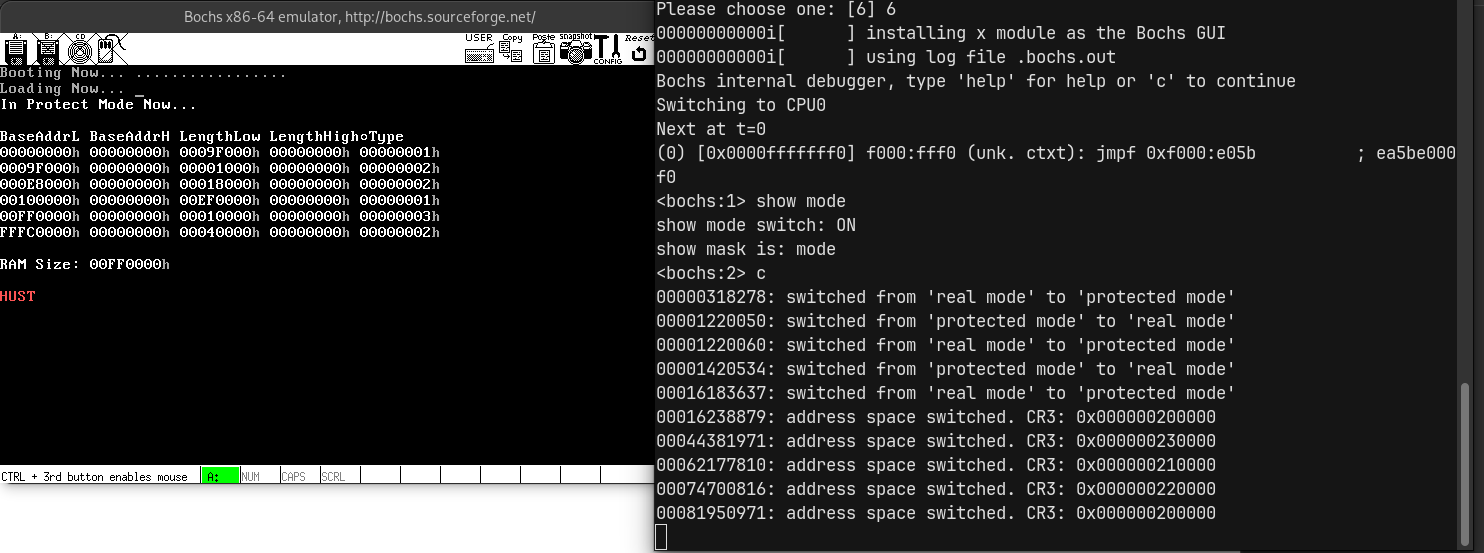 Bochs x86-64 emulator, http://bochs.sourceforge.net/
A: B: CD USER Copy Paste snapshot CONFIG Reset
Booting Now... .................
Loading Now... _
In Protect Mode Now...
BaseAddrL BaseAddrH LengthLow LengthHigh○Type
00000000h 00000000h 0009F000h 00000000h 00000001h
0009F000h 00000000h 00001000h 00000000h 00000002h
000E8000h 00000000h 00018000h 00000000h 00000002h
00100000h 00000000h 00EF0000h 00000000h 00000001h
00FF0000h 00000000h 00010000h 00000000h 00000003h
FFFC0000h 00000000h 00040000h 00000000h 00000002h
RAM Size: 00FF0000h
HUST
CTRL + 3rd button enables mouse A: NUM CAPS SCRL
Please choose one: [6] 6
00000000000i[      ] installing x module as the Bochs GUI
00000000000i[      ] using log file .bochs.out
Bochs internal debugger, type 'help' for help or 'c' to continue
Switching to CPU0
Next at t=0
(0) [0x0000fffffff0] f000:fff0 (unk. ctxt): jmpf 0xf000:e05b          ; ea5be000
f0
<bochs:1> show mode
show mode switch: ON
show mask is: mode
<bochs:2> c
00000318278: switched from 'real mode' to 'protected mode'
00001220050: switched from 'protected mode' to 'real mode'
00001220060: switched from 'real mode' to 'protected mode'
00001420534: switched from 'protected mode' to 'real mode'
00016183637: switched from 'real mode' to 'protected mode'
00016238879: address space switched. CR3: 0x000000200000
00044381971: address space switched. CR3: 0x000000230000
00062177810: address space switched. CR3: 0x000000210000
00074700816: address space switched. CR3: 0x000000220000
00081950971: address space switched. CR3: 0x000000200000